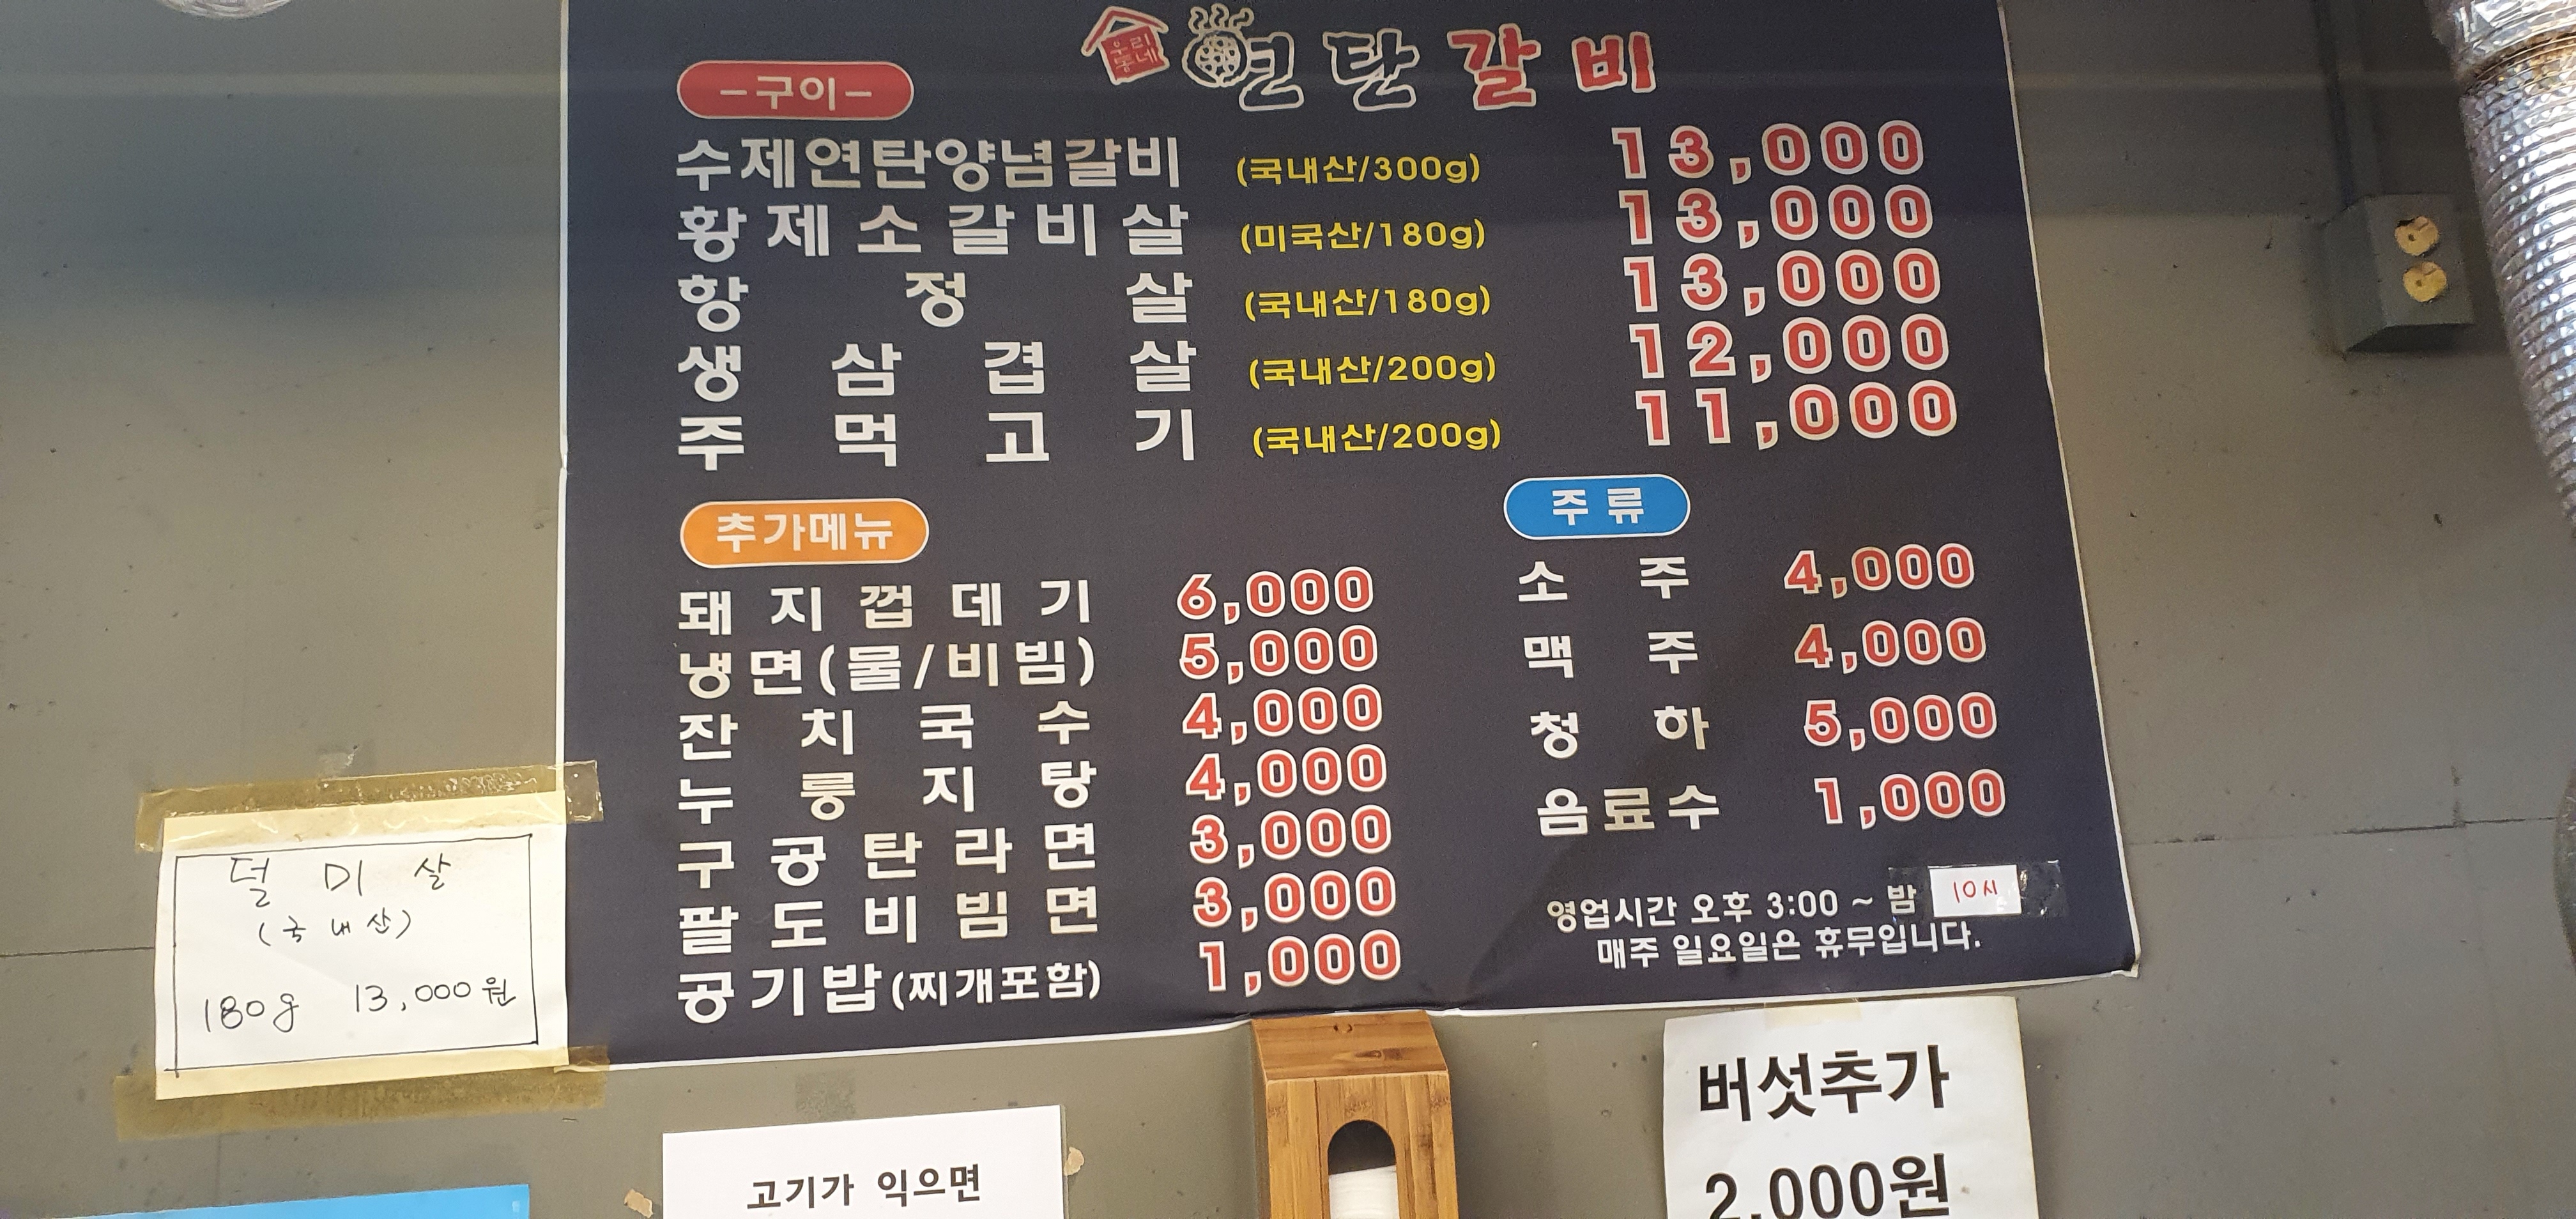 우리
동네
연탄갈비
-구이-
수제연탄양념갈비 (국내산/300g) 13,000
황제소갈비살 (미국산/180g) 13,000
항정살 (국내산/180g) 13,000
생삼겹살 (국내산/200g) 12,000
주먹고기 (국내산/200g) 11,000
추가메뉴
돼지껍데기 6,000
냉면(물/비빔) 5,000
잔치국수 4,000
누룽지탕 4,000
구공탄라면 3,000
팔도비빔면 3,000
공기밥(찌개포함) 1,000
주류
소주 4,000
맥주 4,000
청하 5,000
음료수 1,000
영업시간 오후 3:00 ~ 밤 10시
매주 일요일은 휴무입니다.
덜미살
(국내산)
180g 13,000원
고기가 익으면
버섯추가
2,000원